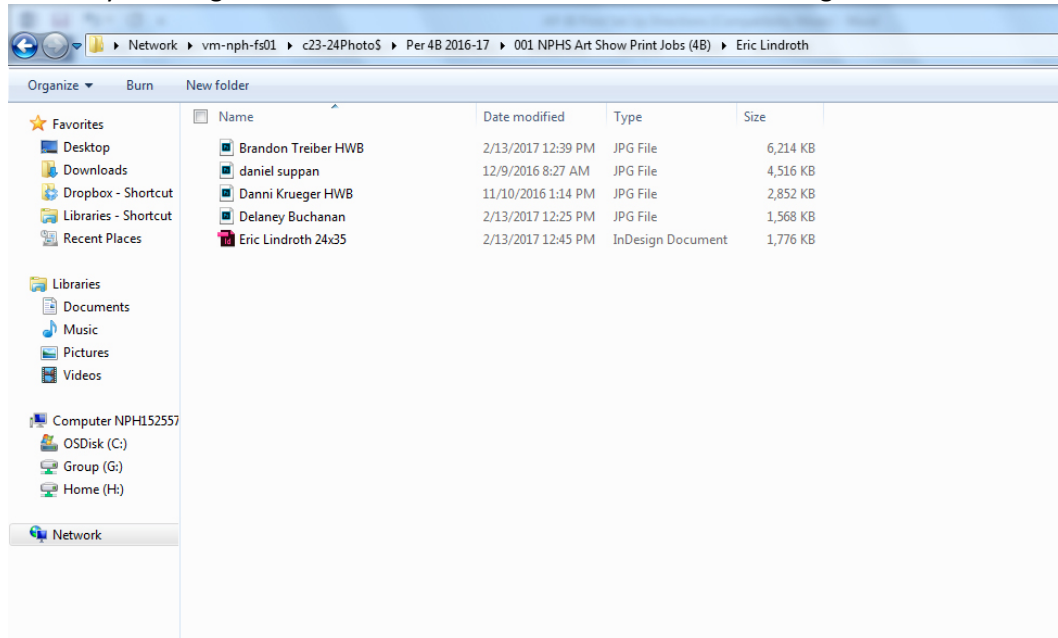 Network ▸ vm-nph-fs01 ▸ c23-24Photo$ ▸ Per 4B 2016-17 ▸ 001 NPHS Art Show Print Jobs (4B) ▸ Eric Lindroth
Organize Burn New folder
Name Date modified Type Size
Favorites
Desktop
Downloads
Dropbox - Shortcut
Libraries - Shortcut
Recent Places
Libraries
Documents
Music
Pictures
Videos
Computer NPH152557
OSDisk (C:)
Group (G:)
Home (H:)
Network
Brandon Treiber HWB 2/13/2017 12:39 PM JPG File 6,214 KB
daniel suppan 12/9/2016 8:27 AM JPG File 4,516 KB
Danni Krueger HWB 11/10/2016 1:14 PM JPG File 2,852 KB
Delaney Buchanan 2/13/2017 12:25 PM JPG File 1,568 KB
Eric Lindroth 24x35 2/13/2017 12:45 PM InDesign Document 1,776 KB